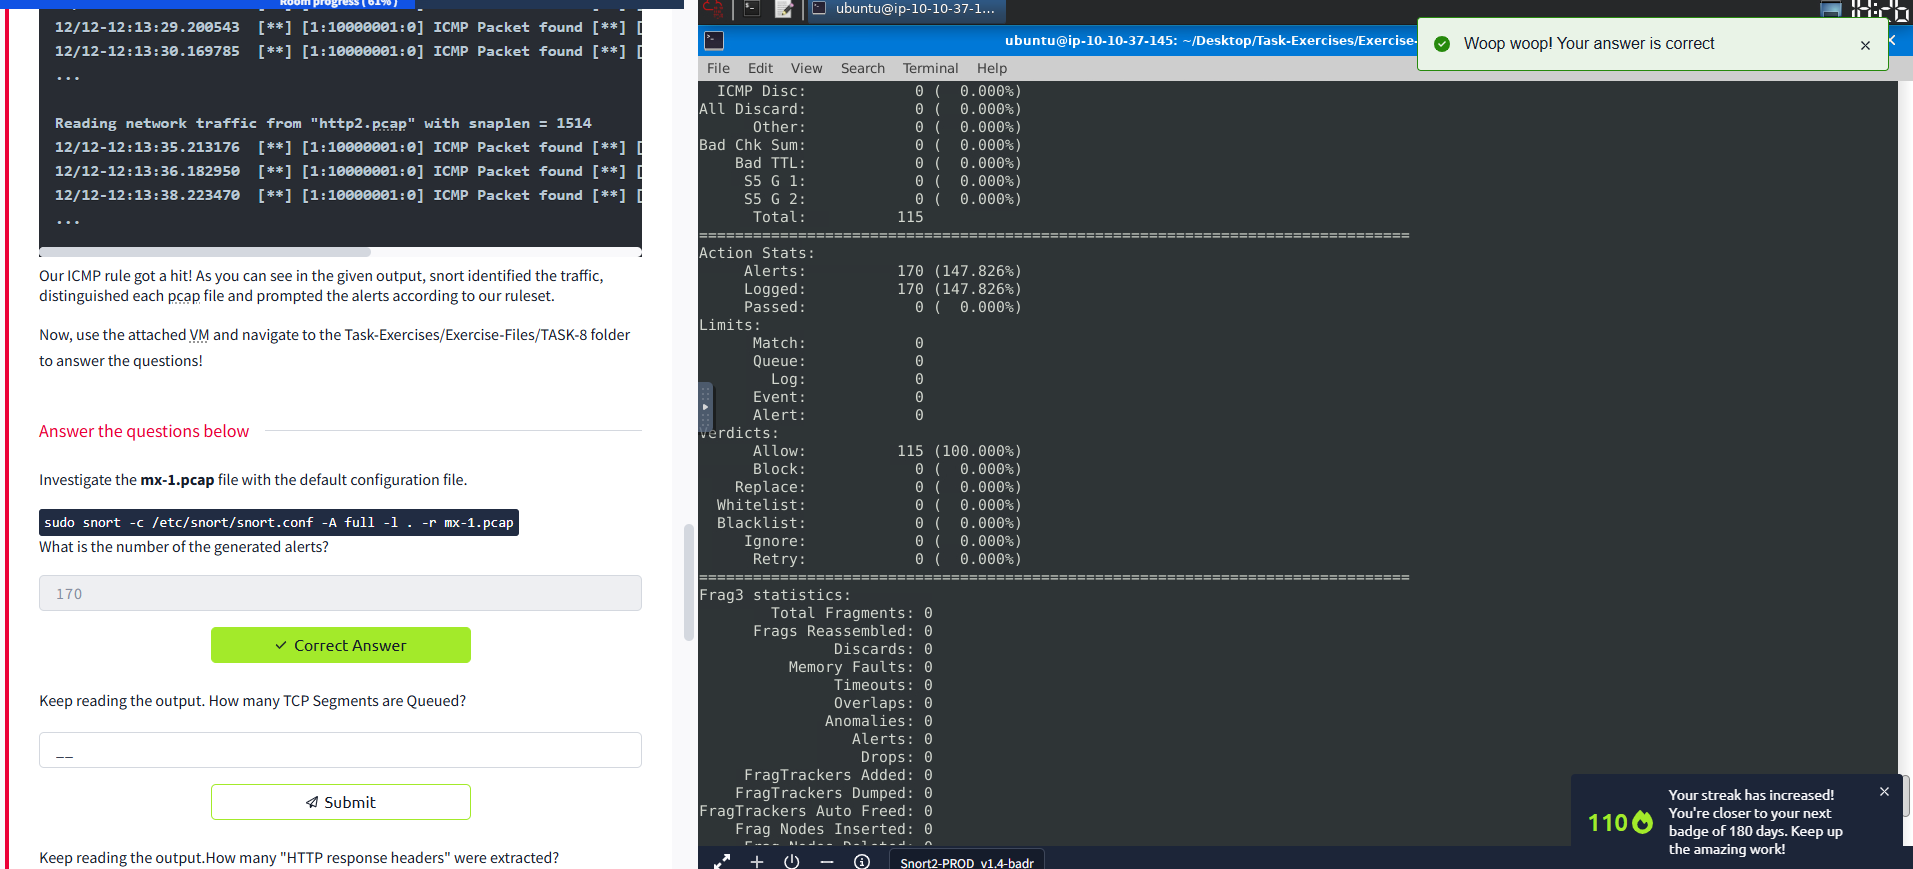 Room progress ( 61% )
12/12-12:13:29.200543  [**] [1:10000001:0] ICMP Packet found [**] [
12/12-12:13:30.169785  [**] [1:10000001:0] ICMP Packet found [**] [
...
Reading network traffic from "http2.pcap" with snaplen = 1514
12/12-12:13:35.213176  [**] [1:10000001:0] ICMP Packet found [**] [
12/12-12:13:36.182950  [**] [1:10000001:0] ICMP Packet found [**] [
12/12-12:13:38.223470  [**] [1:10000001:0] ICMP Packet found [**] [
...
Our ICMP rule got a hit! As you can see in the given output, snort identified the traffic,
distinguished each pcap file and prompted the alerts according to our ruleset.
Now, use the attached VM and navigate to the Task-Exercises/Exercise-Files/TASK-8 folder
to answer the questions!
Answer the questions below
Investigate the mx-1.pcap file with the default configuration file.
sudo snort -c /etc/snort/snort.conf -A full -l . -r mx-1.pcap
What is the number of the generated alerts?
170
Correct Answer
Keep reading the output. How many TCP Segments are Queued?
__
Submit
Keep reading the output.How many "HTTP response headers" were extracted?
ubuntu@ip-10-10-37-1...
ubuntu@ip-10-10-37-145: ~/Desktop/Task-Exercises/Exercise-
Woop woop! Your answer is correct
File Edit View Search Terminal Help
ICMP Disc: 0 ( 0.000%)
All Discard: 0 ( 0.000%)
Other: 0 ( 0.000%)
Bad Chk Sum: 0 ( 0.000%)
Bad TTL: 0 ( 0.000%)
S5 G 1: 0 ( 0.000%)
S5 G 2: 0 ( 0.000%)
Total: 115
===============================================================================
Action Stats:
Alerts: 170 (147.826%)
Logged: 170 (147.826%)
Passed: 0 ( 0.000%)
Limits:
Match: 0
Queue: 0
Log: 0
Event: 0
Alert: 0
Verdicts:
Allow: 115 (100.000%)
Block: 0 ( 0.000%)
Replace: 0 ( 0.000%)
Whitelist: 0 ( 0.000%)
Blacklist: 0 ( 0.000%)
Ignore: 0 ( 0.000%)
Retry: 0 ( 0.000%)
===============================================================================
Frag3 statistics:
Total Fragments: 0
Frags Reassembled: 0
Discards: 0
Memory Faults: 0
Timeouts: 0
Overlaps: 0
Anomalies: 0
Alerts: 0
Drops: 0
FragTrackers Added: 0
FragTrackers Dumped: 0
FragTrackers Auto Freed: 0
Frag Nodes Inserted: 0
Snort2-PROD_v1.4-badr
110
Your streak has increased!
You're closer to your next
badge of 180 days. Keep up
the amazing work!